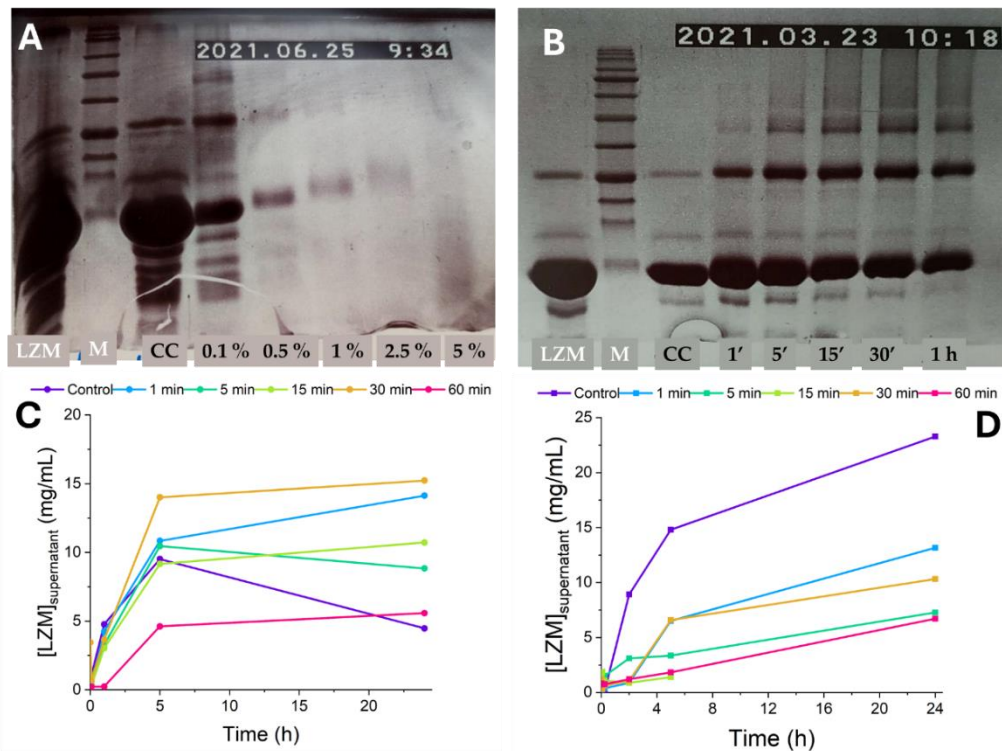 A
2021.06.25 9:34
LZM M CC 0.1 % 0.5 % 1 % 2.5 % 5 %
B
2021.03.23 10:18
LZM M CC 1′ 5′ 15′ 30′ 1 h
Control 1 min 5 min 15 min 30 min 60 min
C
20
15
10
5
0
[LZM]supernatant (mg/mL)
0 5 10 15 20
Time (h)
Control 1 min 5 min 15 min 30 min 60 min
D
25
20
15
10
5
0
[LZM]supernatant (mg/mL)
0 4 8 12 16 20 24
Time (h)